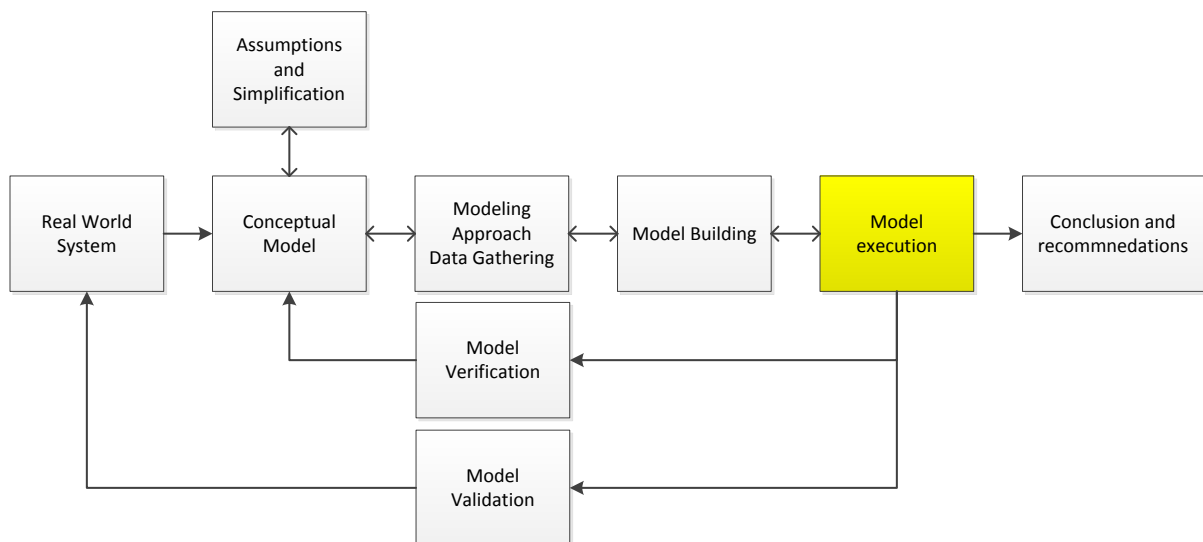 Assumptions
and
Simplification
Real World
System
Conceptual
Model
Modeling
Approach
Data Gathering
Model Building
Model
execution
Conclusion and
recommnedations
Model
Verification
Model
Validation